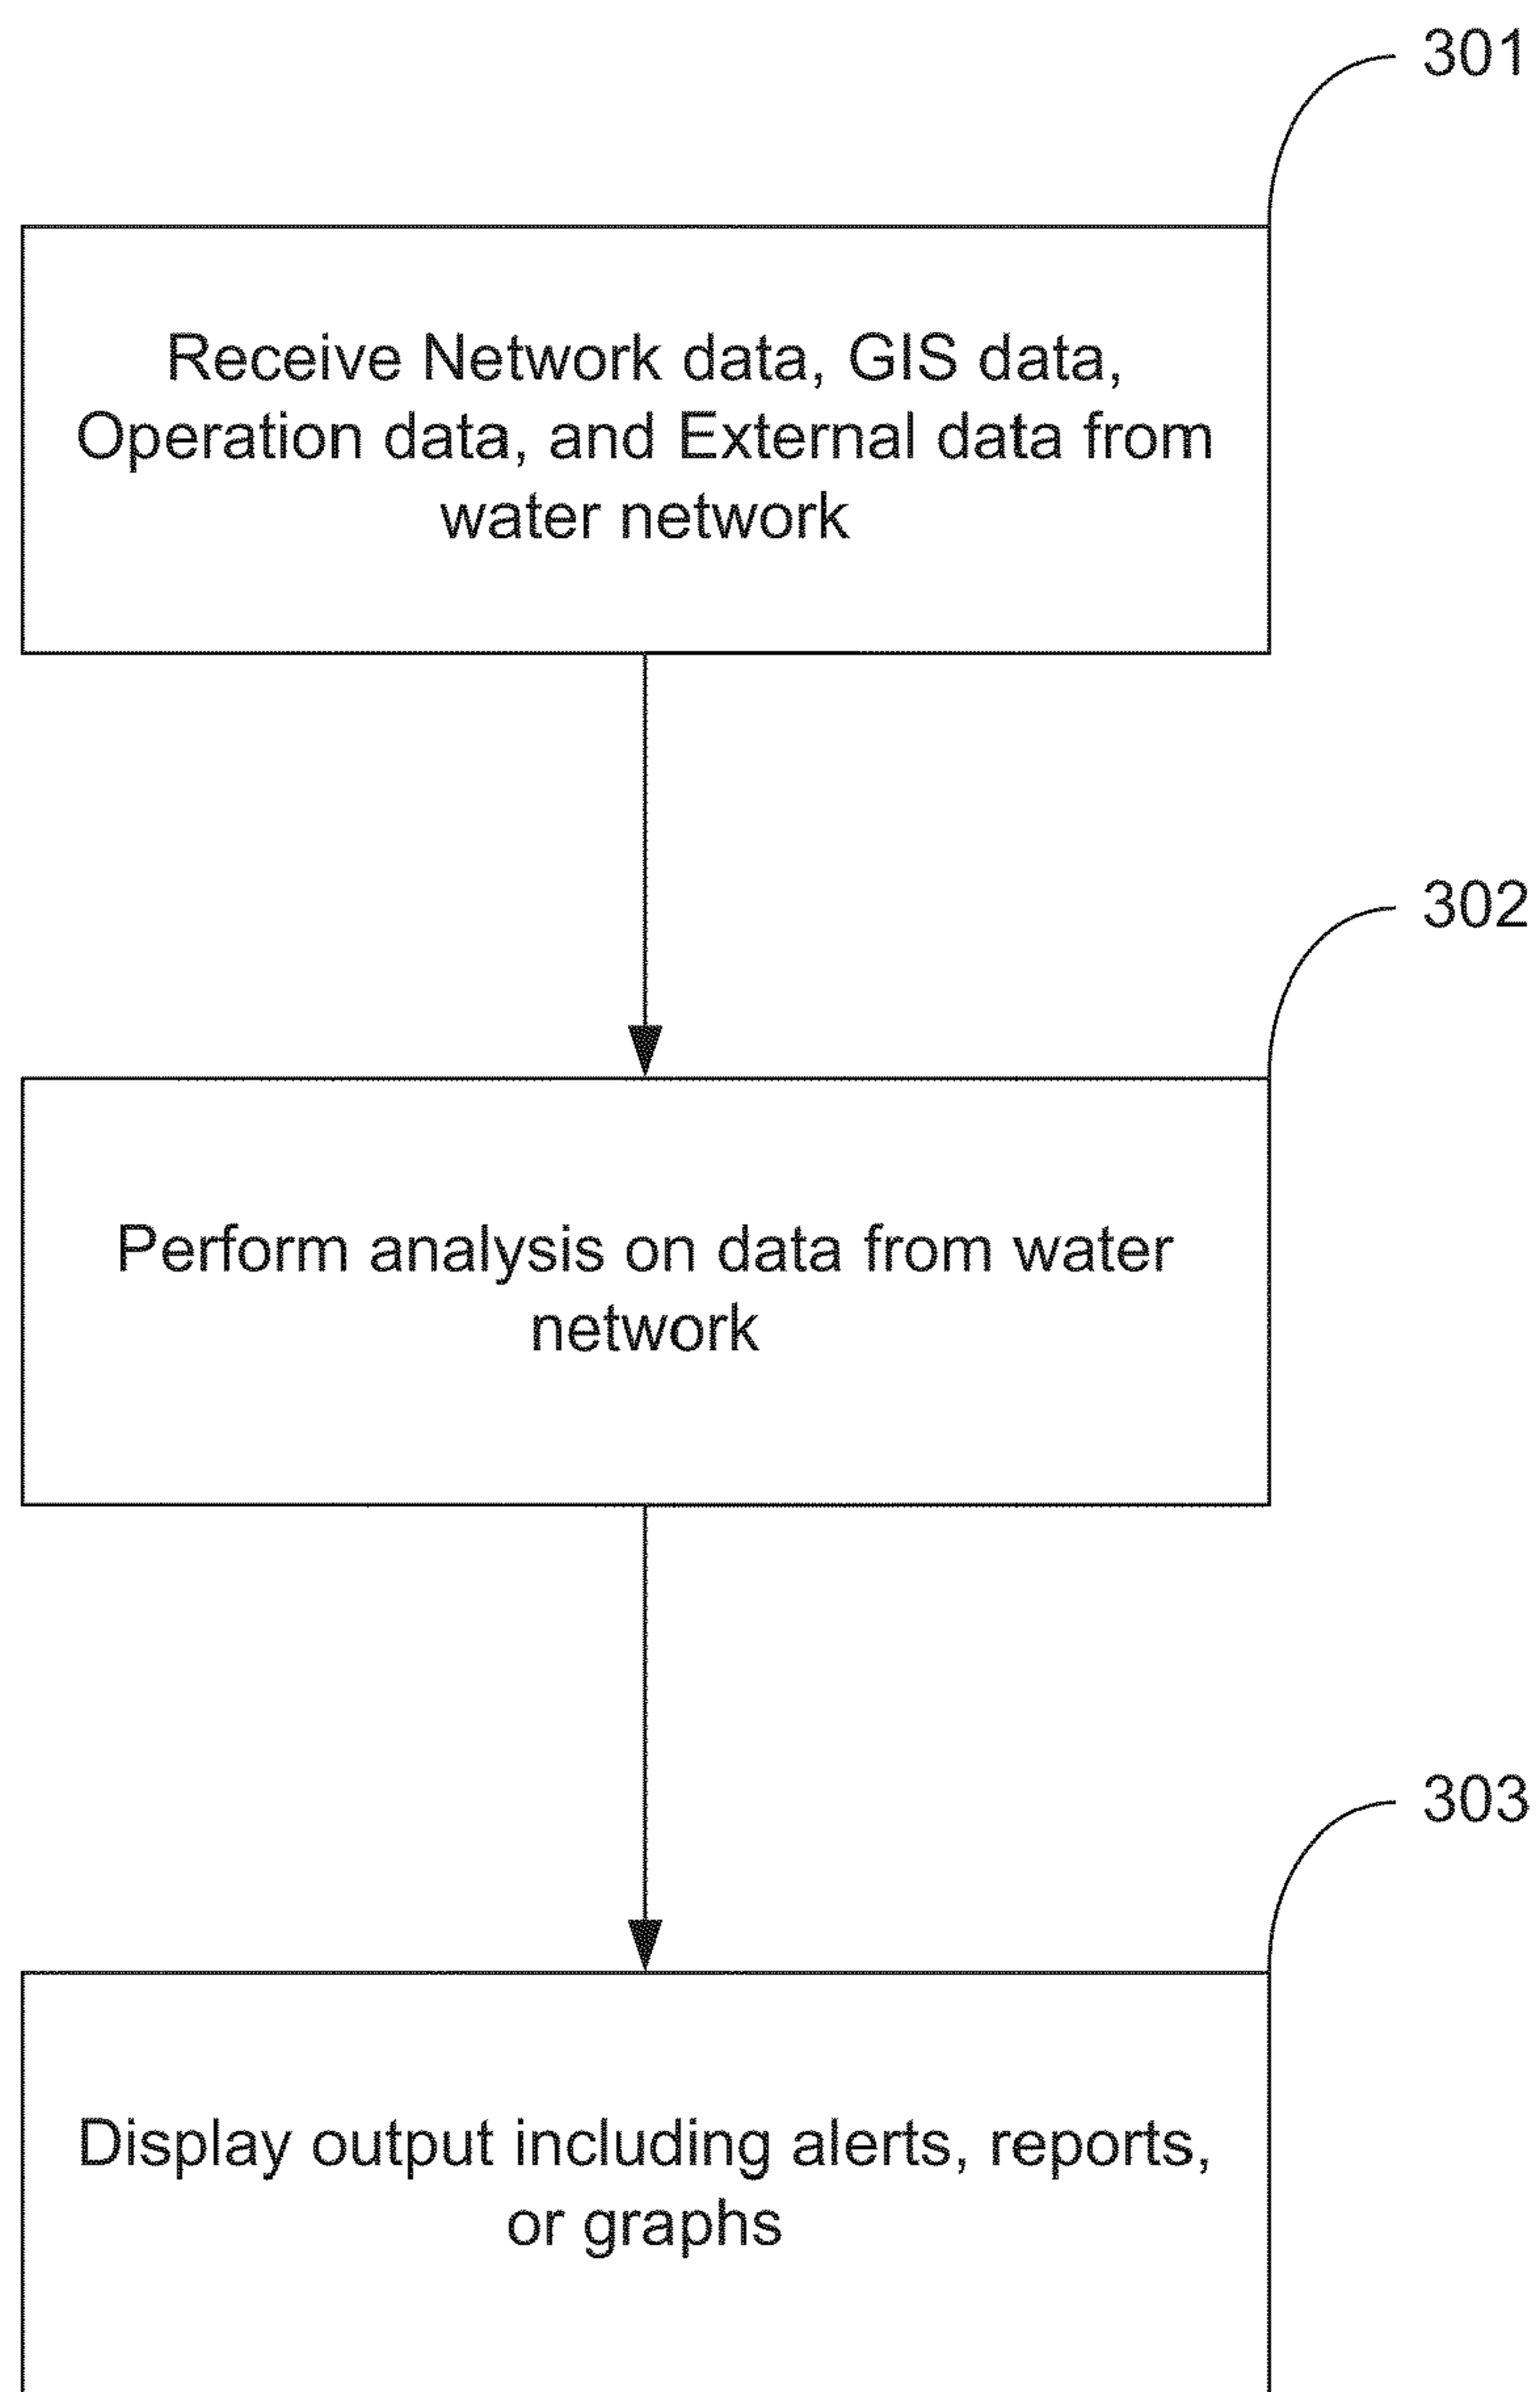 301
Receive Network data, GIS data,
Operation data, and External data from
water network
302
Perform analysis on data from water
network
303
Display output including alerts, reports,
or graphs